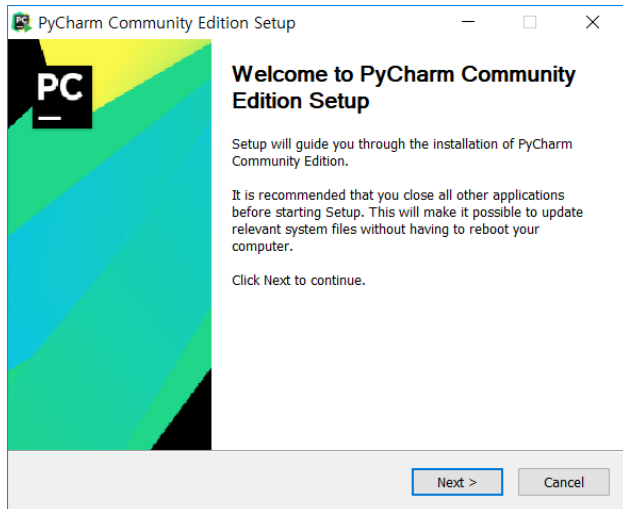 PyCharm Community Edition Setup
PC
Welcome to PyCharm Community
Edition Setup
Setup will guide you through the installation of PyCharm
Community Edition.
It is recommended that you close all other applications
before starting Setup. This will make it possible to update
relevant system files without having to reboot your
computer.
Click Next to continue.
Next >
Cancel